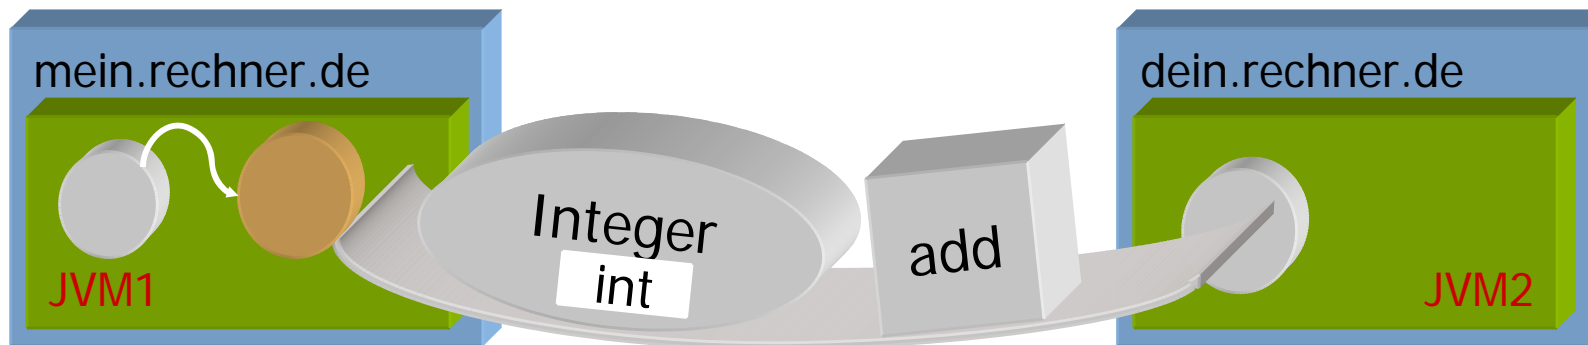 mein.rechner.de
JVM1
Integer
int
add
dein.rechner.de
JVM2